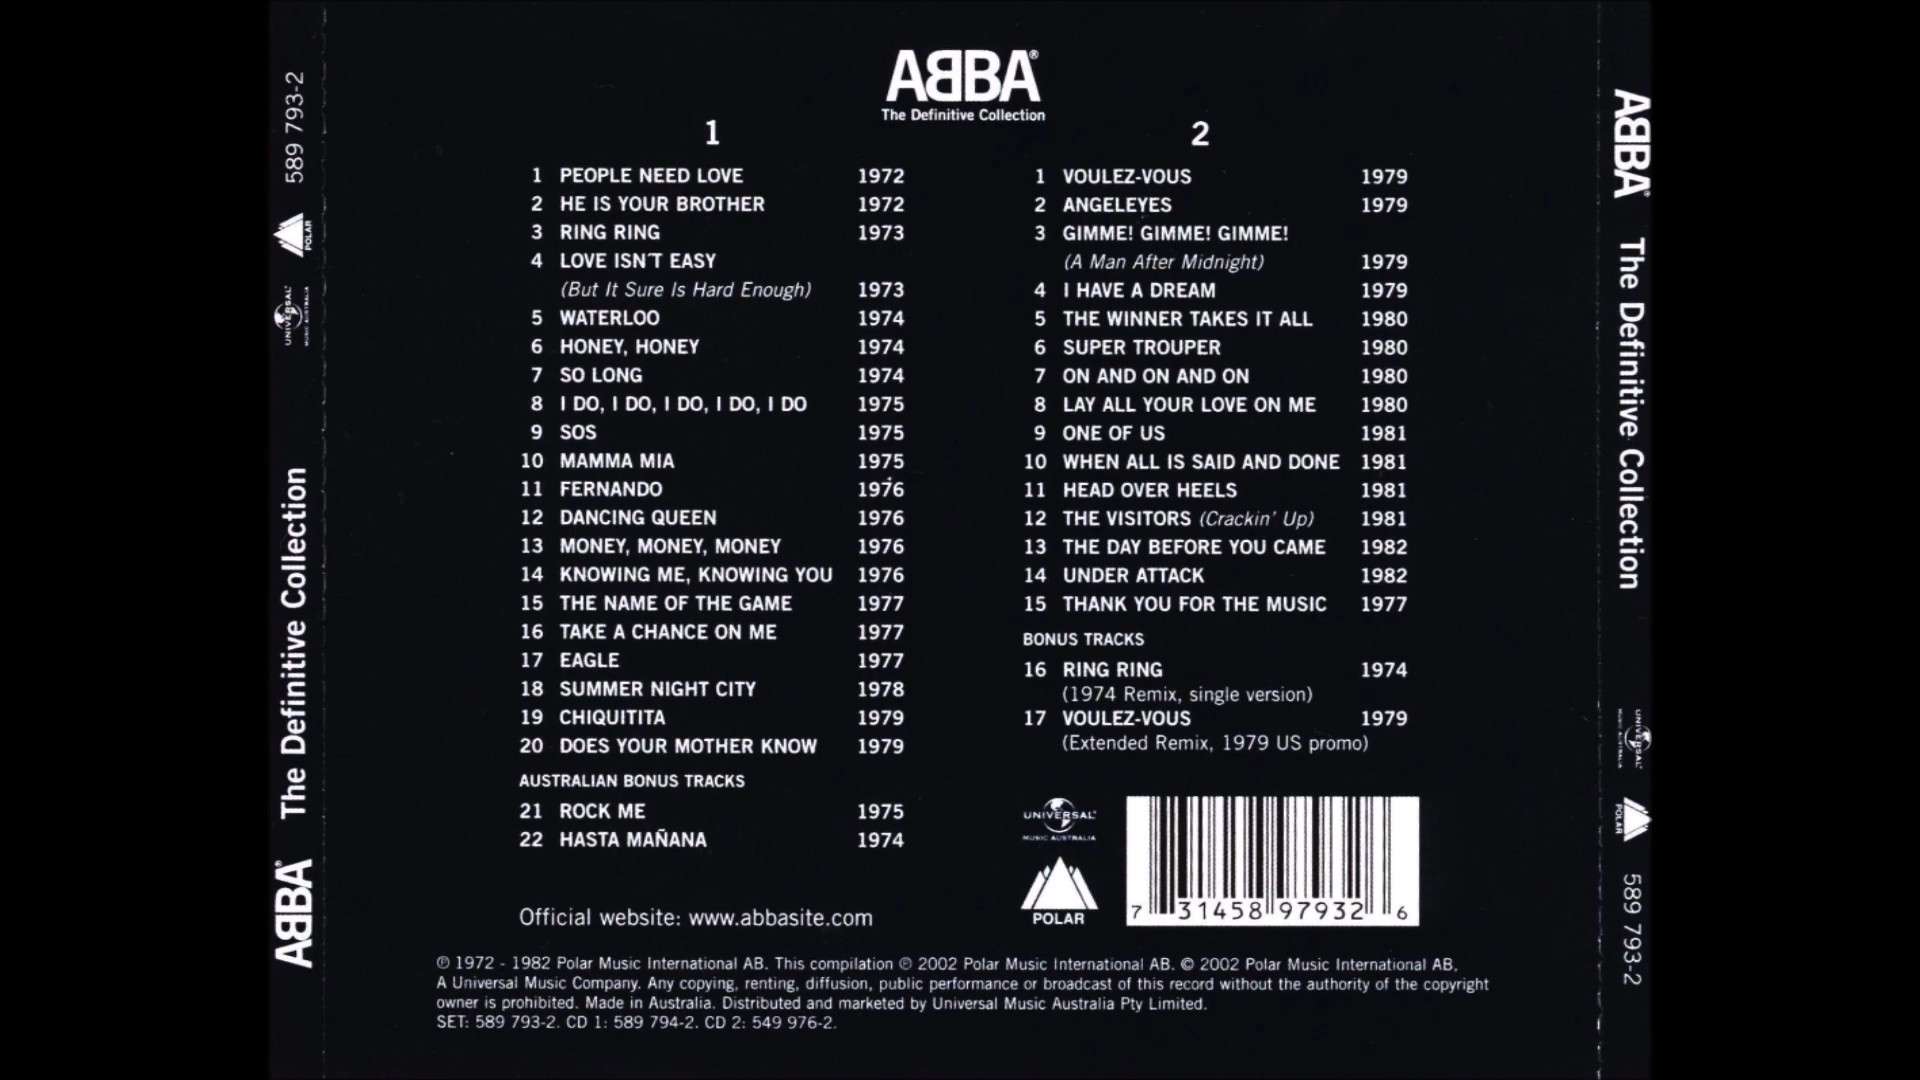 589 793-2
POLAR
UNIVERSAL
MUSIC AUSTRALIA
The Definitive Collection
ABBA
ABBA®
The Definitive Collection
1
1 PEOPLE NEED LOVE 1972
2 HE IS YOUR BROTHER 1972
3 RING RING 1973
4 LOVE ISN'T EASY
(But It Sure Is Hard Enough) 1973
5 WATERLOO 1974
6 HONEY, HONEY 1974
7 SO LONG 1974
8 I DO, I DO, I DO, I DO, I DO 1975
9 SOS 1975
10 MAMMA MIA 1975
11 FERNANDO 1976
12 DANCING QUEEN 1976
13 MONEY, MONEY, MONEY 1976
14 KNOWING ME, KNOWING YOU 1976
15 THE NAME OF THE GAME 1977
16 TAKE A CHANCE ON ME 1977
17 EAGLE 1977
18 SUMMER NIGHT CITY 1978
19 CHIQUITITA 1979
20 DOES YOUR MOTHER KNOW 1979
AUSTRALIAN BONUS TRACKS
21 ROCK ME 1975
22 HASTA MAÑANA 1974
Official website: www.abbasite.com
2
1 VOULEZ-VOUS 1979
2 ANGELEYES 1979
3 GIMME! GIMME! GIMME!
(A Man After Midnight) 1979
4 I HAVE A DREAM 1979
5 THE WINNER TAKES IT ALL 1980
6 SUPER TROUPER 1980
7 ON AND ON AND ON 1980
8 LAY ALL YOUR LOVE ON ME 1980
9 ONE OF US 1981
10 WHEN ALL IS SAID AND DONE 1981
11 HEAD OVER HEELS 1981
12 THE VISITORS (Crackin' Up) 1981
13 THE DAY BEFORE YOU CAME 1982
14 UNDER ATTACK 1982
15 THANK YOU FOR THE MUSIC 1977
BONUS TRACKS
16 RING RING 1974
(1974 Remix, single version)
17 VOULEZ-VOUS 1979
(Extended Remix, 1979 US promo)
UNIVERSAL
MUSIC AUSTRALIA
POLAR
7 31458 97932 6
℗ 1972 - 1982 Polar Music International AB. This compilation ℗ 2002 Polar Music International AB. © 2002 Polar Music International AB,
A Universal Music Company. Any copying, renting, diffusion, public performance or broadcast of this record without the authority of the copyright
owner is prohibited. Made in Australia. Distributed and marketed by Universal Music Australia Pty Limited.
SET: 589 793-2. CD 1: 589 794-2. CD 2: 549 976-2.
ABBA®
The Definitive Collection
UNIVERSAL
MUSIC AUSTRALIA
POLAR
589 793-2